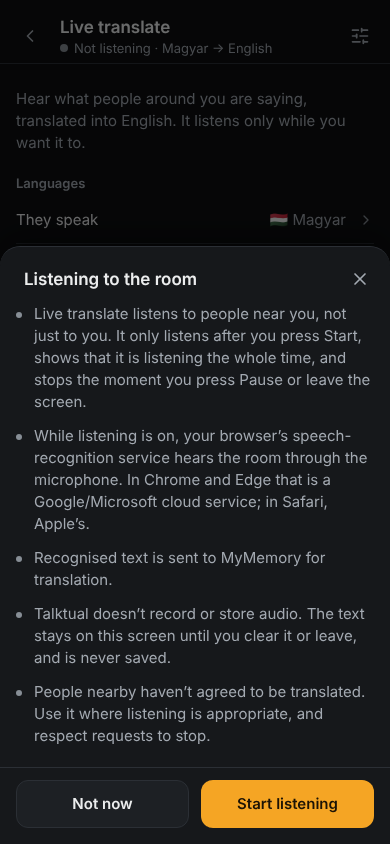 Live translate
Not listening · Magyar → English
Hear what people around you are saying,
translated into English. It listens only while you
want it to.
Languages
They speak
Magyar
Listening to the room
Live translate listens to people near you, not
just to you. It only listens after you press Start,
shows that it is listening the whole time, and
stops the moment you press Pause or leave the
screen.
While listening is on, your browser’s speech-
recognition service hears the room through the
microphone. In Chrome and Edge that is a
Google/Microsoft cloud service; in Safari,
Apple’s.
Recognised text is sent to MyMemory for
translation.
Talktual doesn’t record or store audio. The text
stays on this screen until you clear it or leave,
and is never saved.
People nearby haven’t agreed to be translated.
Use it where listening is appropriate, and
respect requests to stop.
Not now
Start listening